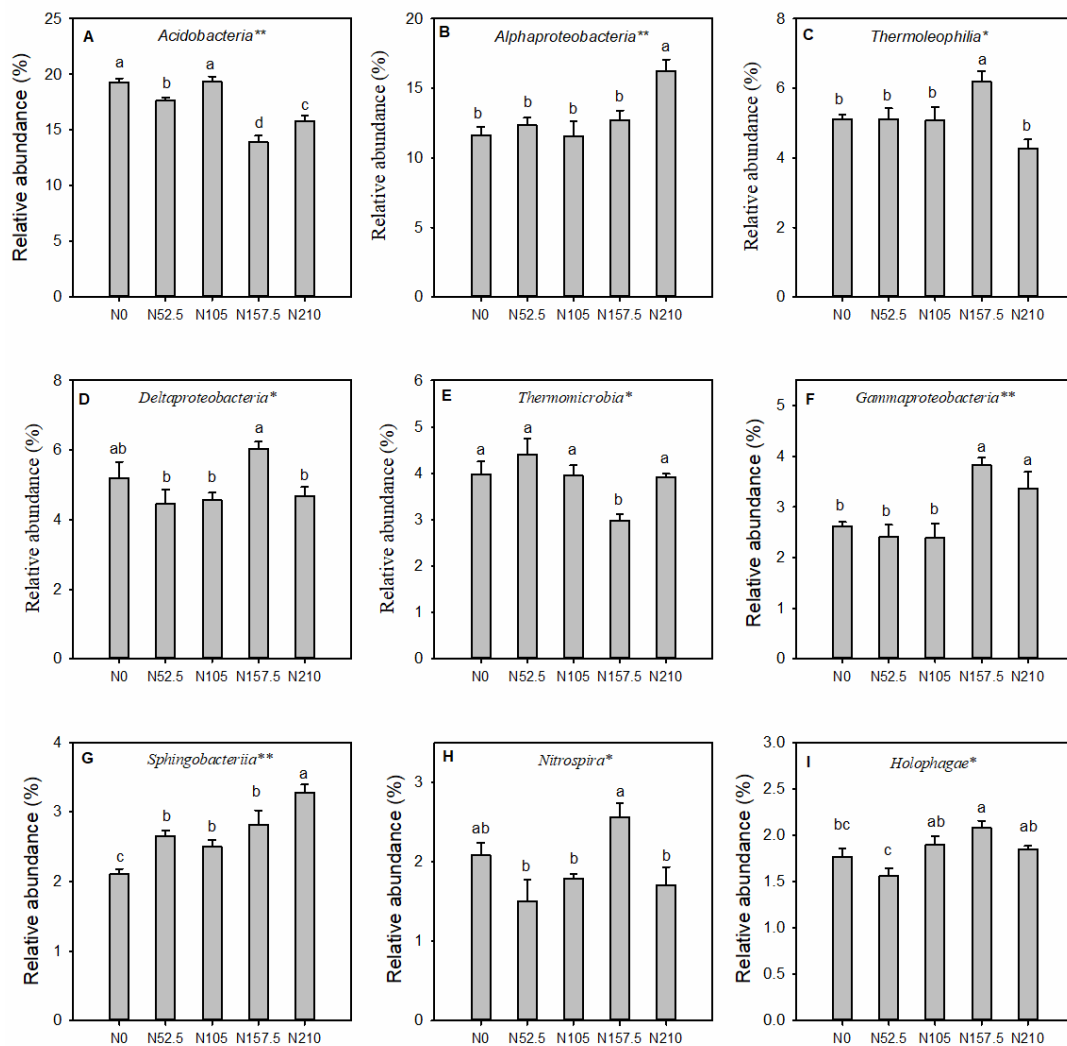 A Acidobacteria**
Relative abundance (%)
25
20
15
10
5
0
a b a d c
N0 N52.5 N105 N157.5 N210
B Alphaproteobacteria**
Relative abundance (%)
20
15
10
5
0
b b b b a
N0 N52.5 N105 N157.5 N210
C Thermoleophilia*
Relative abundance (%)
8
6
4
2
0
b b b a b
N0 N52.5 N105 N157.5 N210
D Deltaproteobacteria*
Relative abundance (%)
8
6
4
2
0
ab b b a b
N0 N52.5 N105 N157.5 N210
E Thermomicrobia*
Relative abundance (%)
6
5
4
3
2
1
0
a a a b a
N0 N52.5 N105 N157.5 N210
F Gammaproteobacteria**
Relative abundance (%)
5
4
3
2
1
0
b b b a a
N0 N52.5 N105 N157.5 N210
G Sphingobacteriia**
Relative abundance (%)
4
3
2
1
0
c b b b a
N0 N52.5 N105 N157.5 N210
H Nitrospira*
Relative abundance (%)
3
2
1
0
ab b b a b
N0 N52.5 N105 N157.5 N210
I Holophagae*
Relative abundance (%)
3.0
2.5
2.0
1.5
1.0
0.5
0.0
bc c ab a ab
N0 N52.5 N105 N157.5 N210